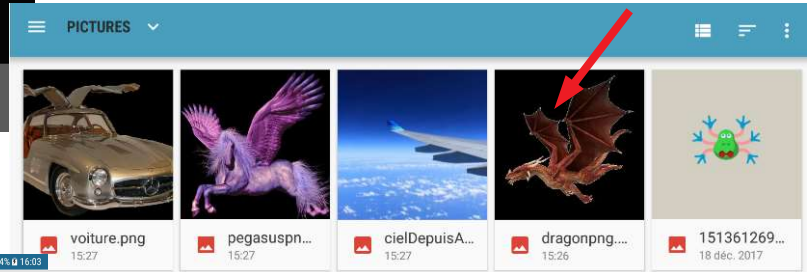 PICTURES
voiture.png
15:27
pegasuspn...
15:27
cielDepuisA...
15:27
dragonpng....
15:26
151361269...
18 déc. 2017
4% 16:03